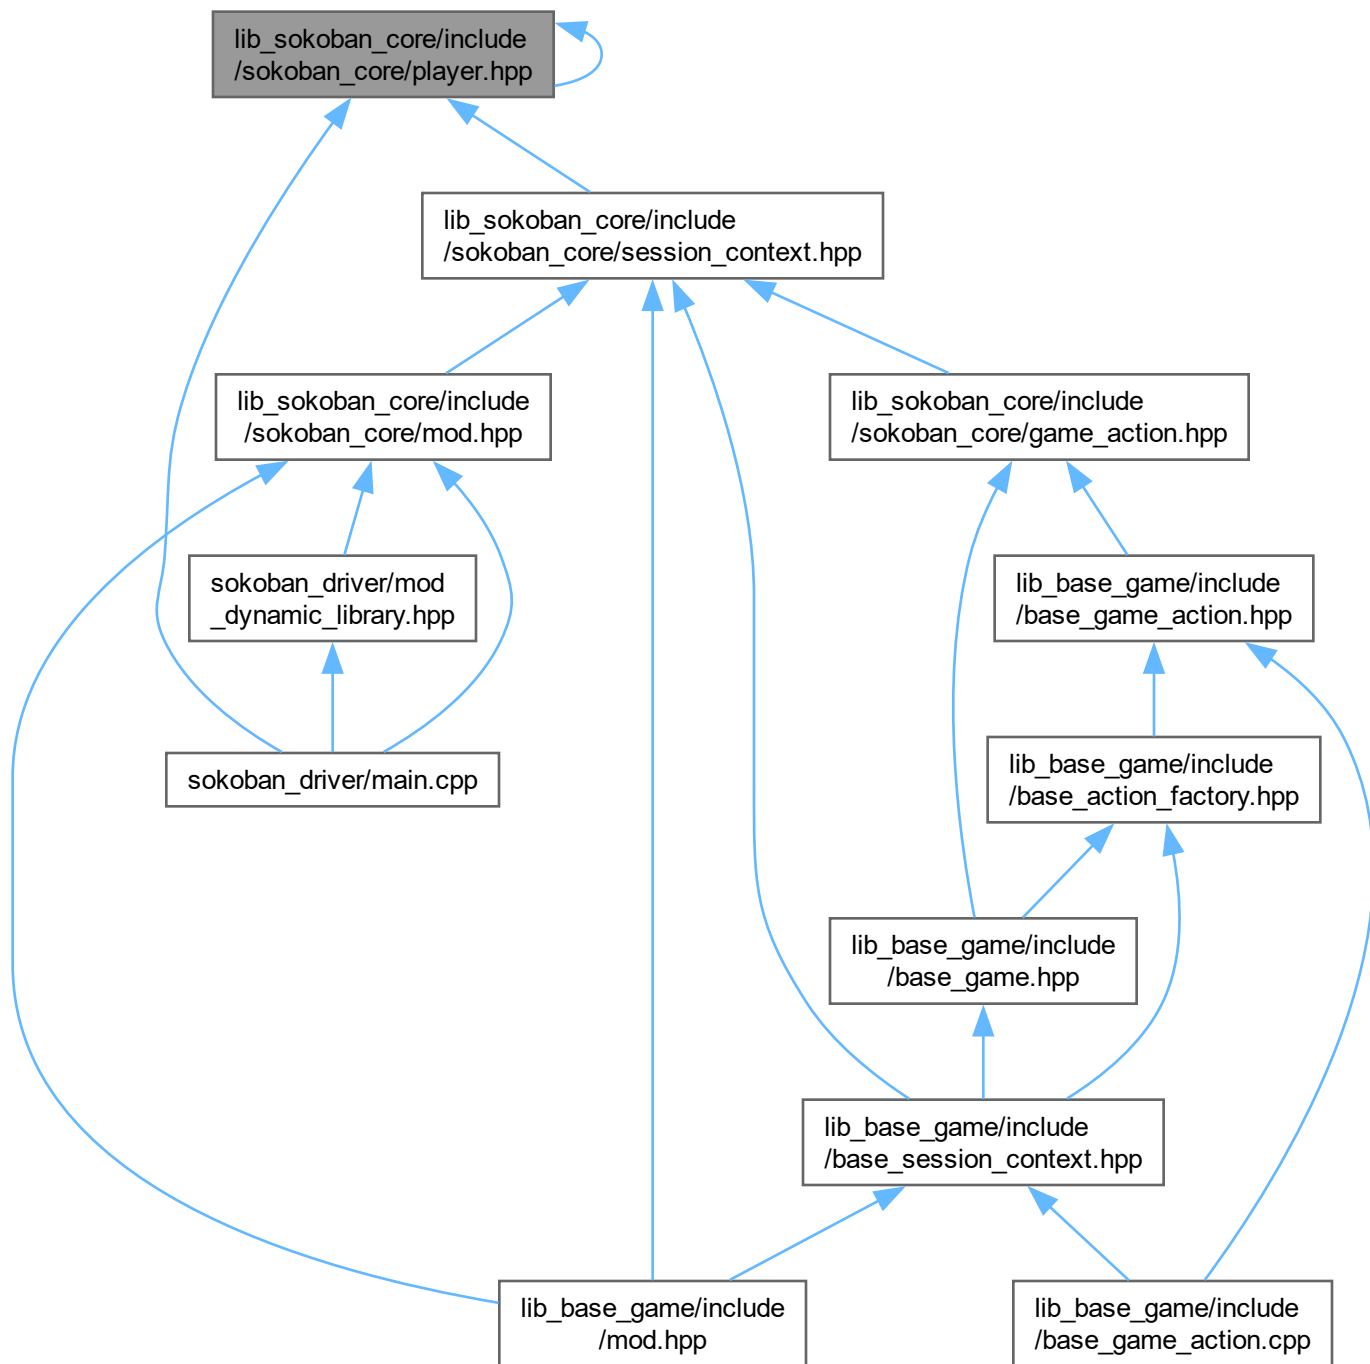 lib_sokoban_core/include
/sokoban_core/player.hpp
lib_sokoban_core/include
/sokoban_core/session_context.hpp
lib_sokoban_core/include
/sokoban_core/mod.hpp
lib_sokoban_core/include
/sokoban_core/game_action.hpp
sokoban_driver/mod
_dynamic_library.hpp
lib_base_game/include
/base_game_action.hpp
sokoban_driver/main.cpp
lib_base_game/include
/base_action_factory.hpp
lib_base_game/include
/base_game.hpp
lib_base_game/include
/base_session_context.hpp
lib_base_game/include
/mod.hpp
lib_base_game/include
/base_game_action.cpp